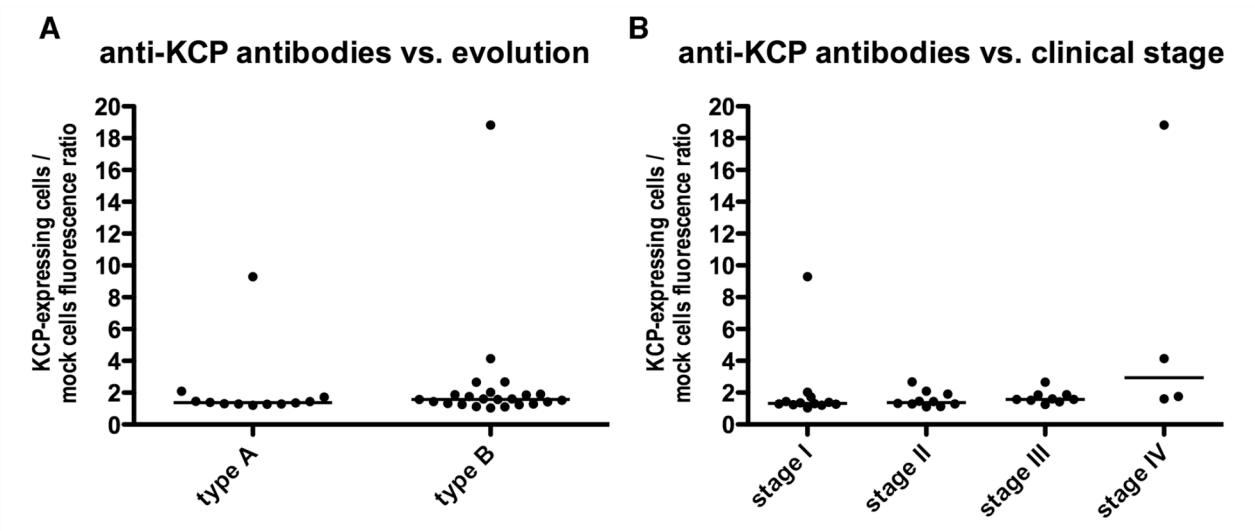 A
anti-KCP antibodies vs. evolution
KCP-expressing cells /
mock cells fluorescence ratio
20
18
16
14
12
10
8
6
4
2
0
type A
type B
B
anti-KCP antibodies vs. clinical stage
KCP-expressing cells /
mock cells fluorescence ratio
20
18
16
14
12
10
8
6
4
2
0
stage I
stage II
stage III
stage IV